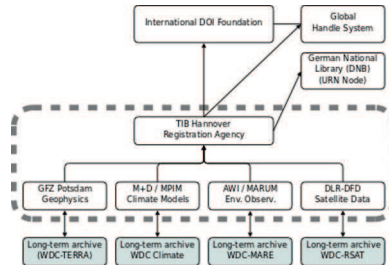 International DOI Foundation
Global
Handle System
German National
Library (DNB)
(URN Node)
TIB Hannover
Registration Agency
GFZ Potsdam
Geophysics
M+D / MPIM
Climate Models
AWI / MARUM
Env. Observ.
DLR-DFD
Satellite Data
Long-term archive
(WDC-TERRA)
Long-term archive
WDC Climate
Long-term archive
WDC-MARE
Long-term archive
WDC-RSAT